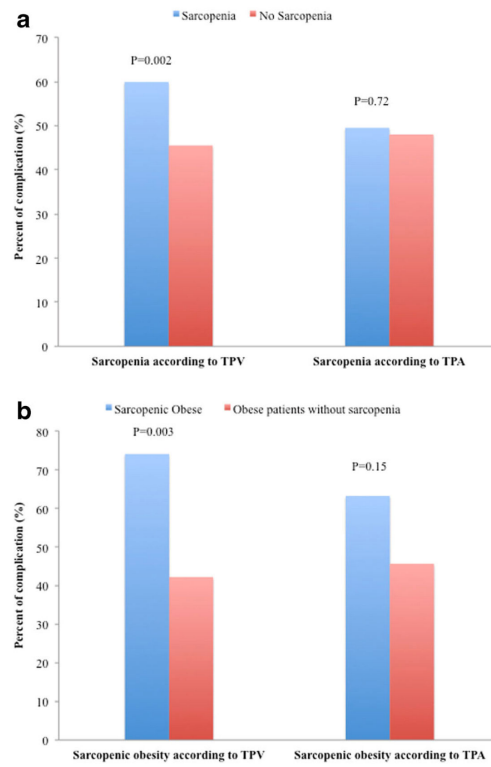 a
Sarcopenia No Sarcopenia
70
60
50
40
30
20
10
0
Percent of complication (%)
P=0.002
P=0.72
Sarcopenia according to TPV Sarcopenia according to TPA
b
Sarcopenic Obese Obese patients without sarcopenia
80
70
60
50
40
30
20
10
0
Percent of complication (%)
P=0.003
P=0.15
Sarcopenic obesity according to TPV Sarcopenic obesity according to TPA